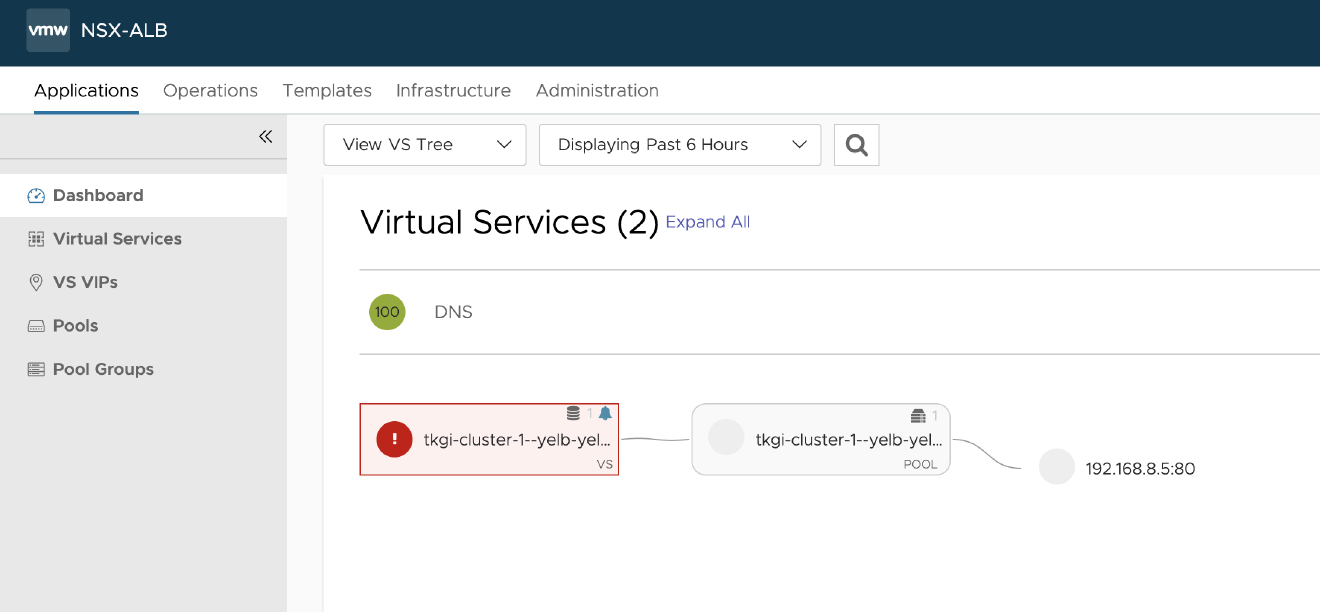 vmw NSX-ALB
Applications Operations Templates Infrastructure Administration
View VS Tree Displaying Past 6 Hours
Dashboard
Virtual Services
VS VIPs
Pools
Pool Groups
Virtual Services (2) Expand All
100 DNS
1
! tkgi-cluster-1--yelb-yel...
VS
1
tkgi-cluster-1--yelb-yel...
POOL
192.168.8.5:80